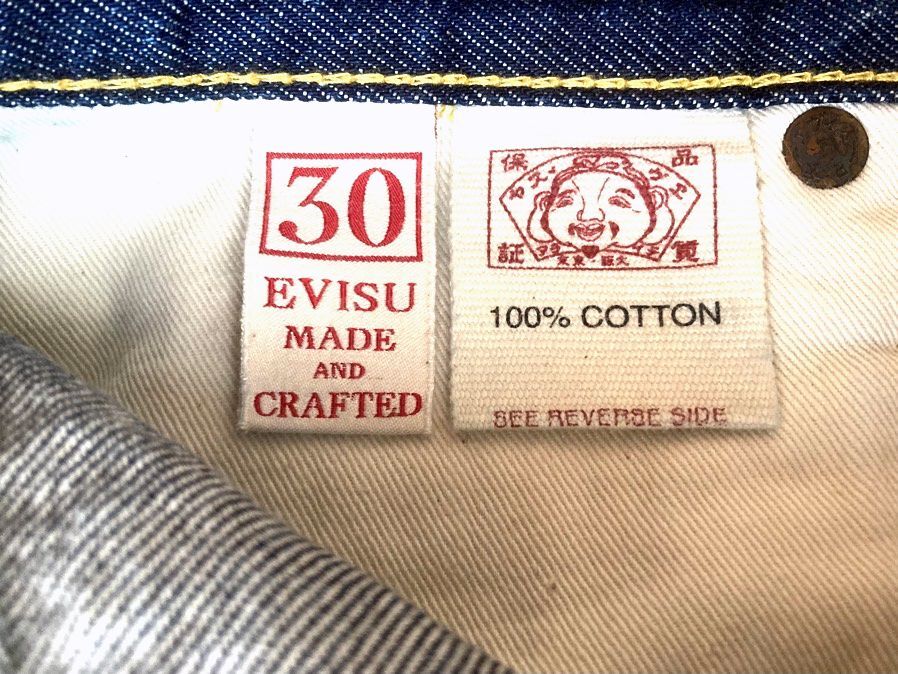 30
EVISU
MADE
AND
CRAFTED
保 品
証 質
100% COTTON
SEE REVERSE SIDE